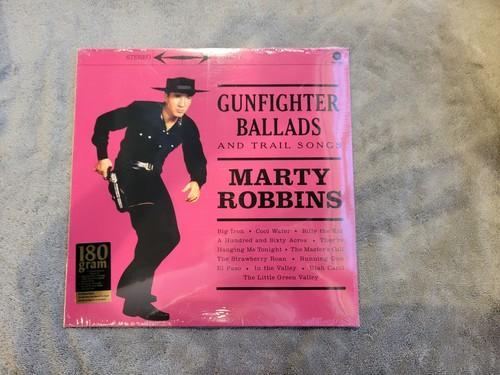 STEREO
GUNFIGHTER
BALLADS
AND TRAIL SONGS
MARTY
ROBBINS
Big Iron • Cool Water • Billy the Kid
A Hundred and Sixty Acres • They're
Hanging Me Tonight • The Master's Call
The Strawberry Roan • Running Gun
El Paso • In the Valley • Utah Carol
The Little Green Valley
180
gram